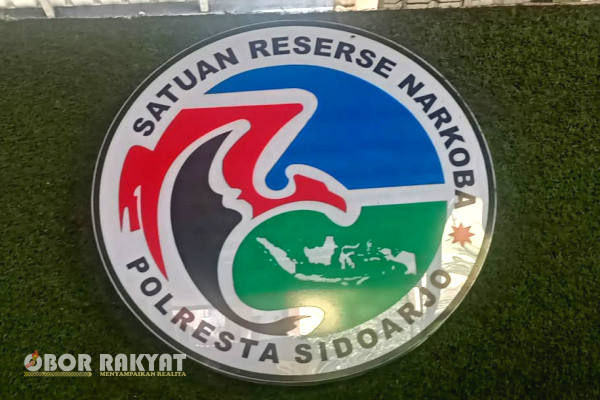 SATUAN RESERSE NARKOBA
POLRESTA SIDOARJO
OBOR RAKYAT
MENYAMPAIKAN REALITA